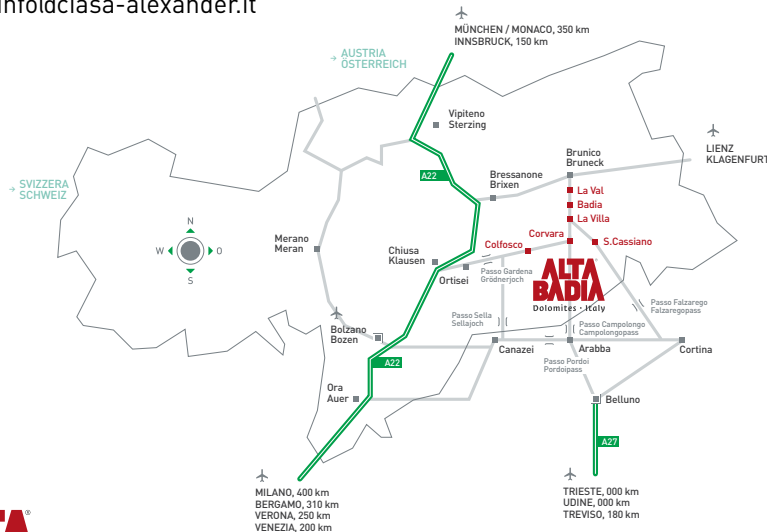 nfoldciasa-alexander.it
MÜNCHEN / MONACO, 350 km
INNSBRUCK, 150 km
→ AUSTRIA
ÖSTERREICH
Vipiteno
Sterzing
LIENZ
KLAGENFURT
Brunico
Bruneck
A22
Bressanone
Brixen
→ SVIZZERA
SCHWEIZ
La Val
Badia
La Villa
N
W
O
S
Merano
Meran
Chiusa
Klausen
Colfosco
Corvara
S.Cassiano
Ortisei
Passo Gardena
Grödnerjoch
ALTA
BADIA
Dolomites · Italy
Passo Falzarego
Falzaregopass
Passo Sella
Sellajoch
Passo Campolongo
Campolongopass
Bolzano
Bozen
Canazei
Arabba
Cortina
A22
Passo Pordoi
Pordoipass
Ora
Auer
Belluno
A27
MILANO, 400 km
BERGAMO, 310 km
VERONA, 250 km
VENEZIA, 200 km
TRIESTE, 000 km
UDINE, 000 km
TREVISO, 180 km